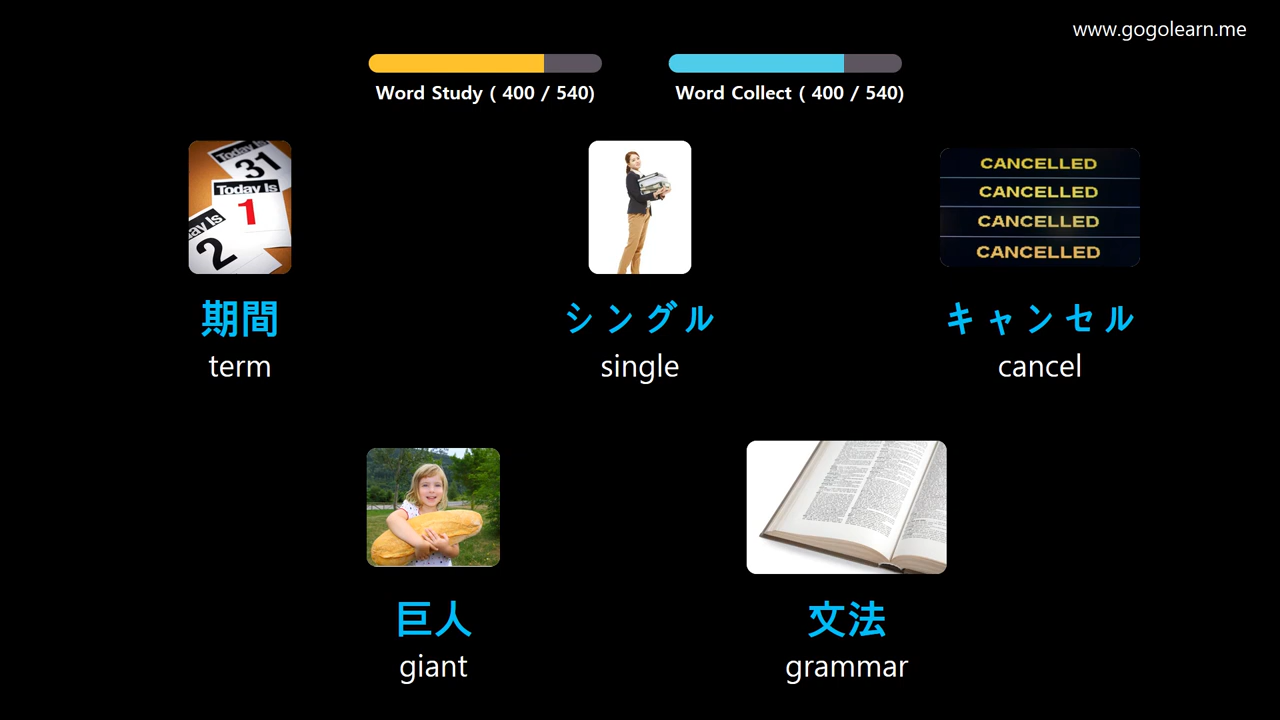 www.gogolearn.me
Word Study ( 400 / 540)
Word Collect ( 400 / 540)
Today Is
31
Today Is
1
ay Is
2
CANCELLED
CANCELLED
CANCELLED
CANCELLED
期間
シングル
キャンセル
term
single
cancel
巨人
文法
giant
grammar